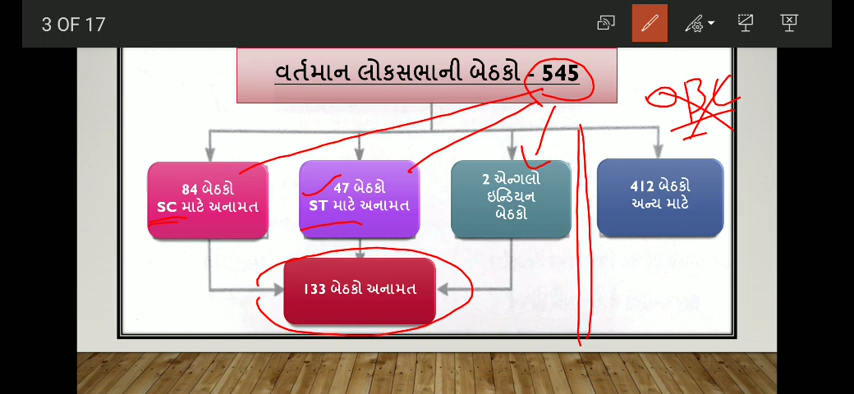 3 OF 17
વર્તમાન લોકસભાની બેઠકો - 545
OBC
84 બેઠકો
SC માટે અનામત
47 બેઠકો
ST માટે અનામત
2 એન્ગલો
ઇન્ડિયન
બેઠકો
412 બેઠકો
અન્ય માટે
133 બેઠકો અનામત